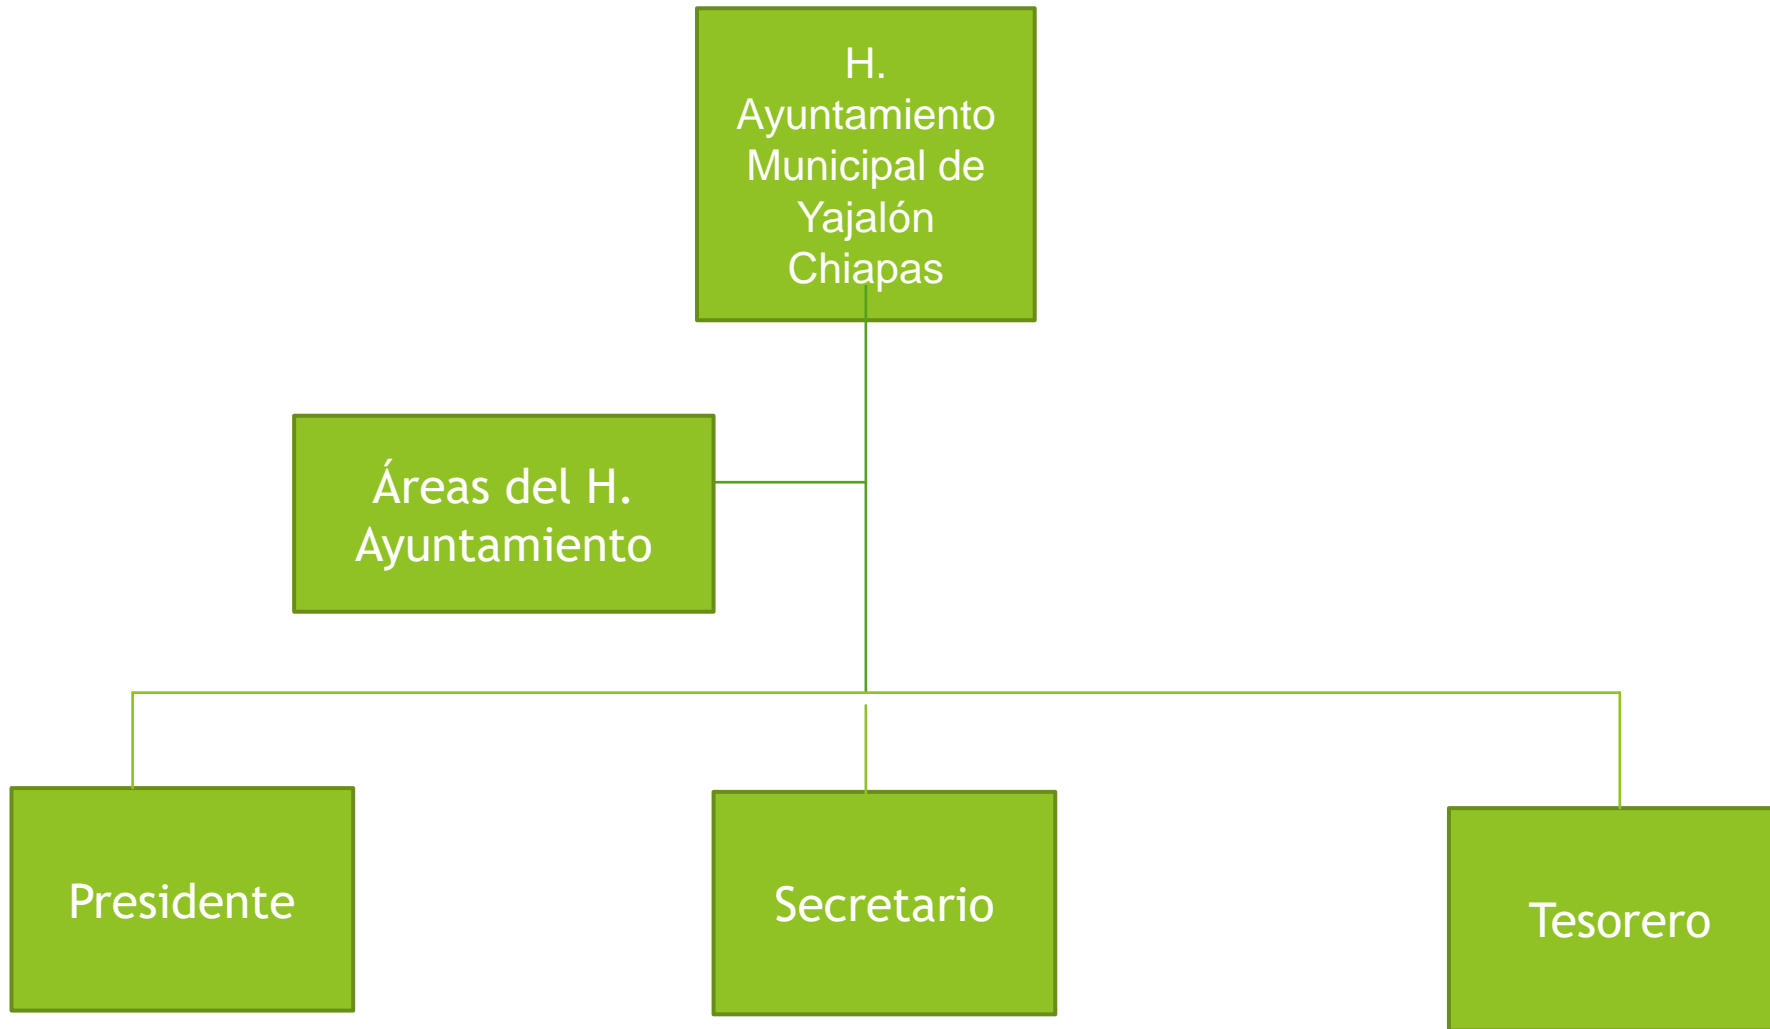 H.
Ayuntamiento
Municipal de
Yajalón
Chiapas
Áreas del H.
Ayuntamiento
Presidente
Secretario
Tesorero